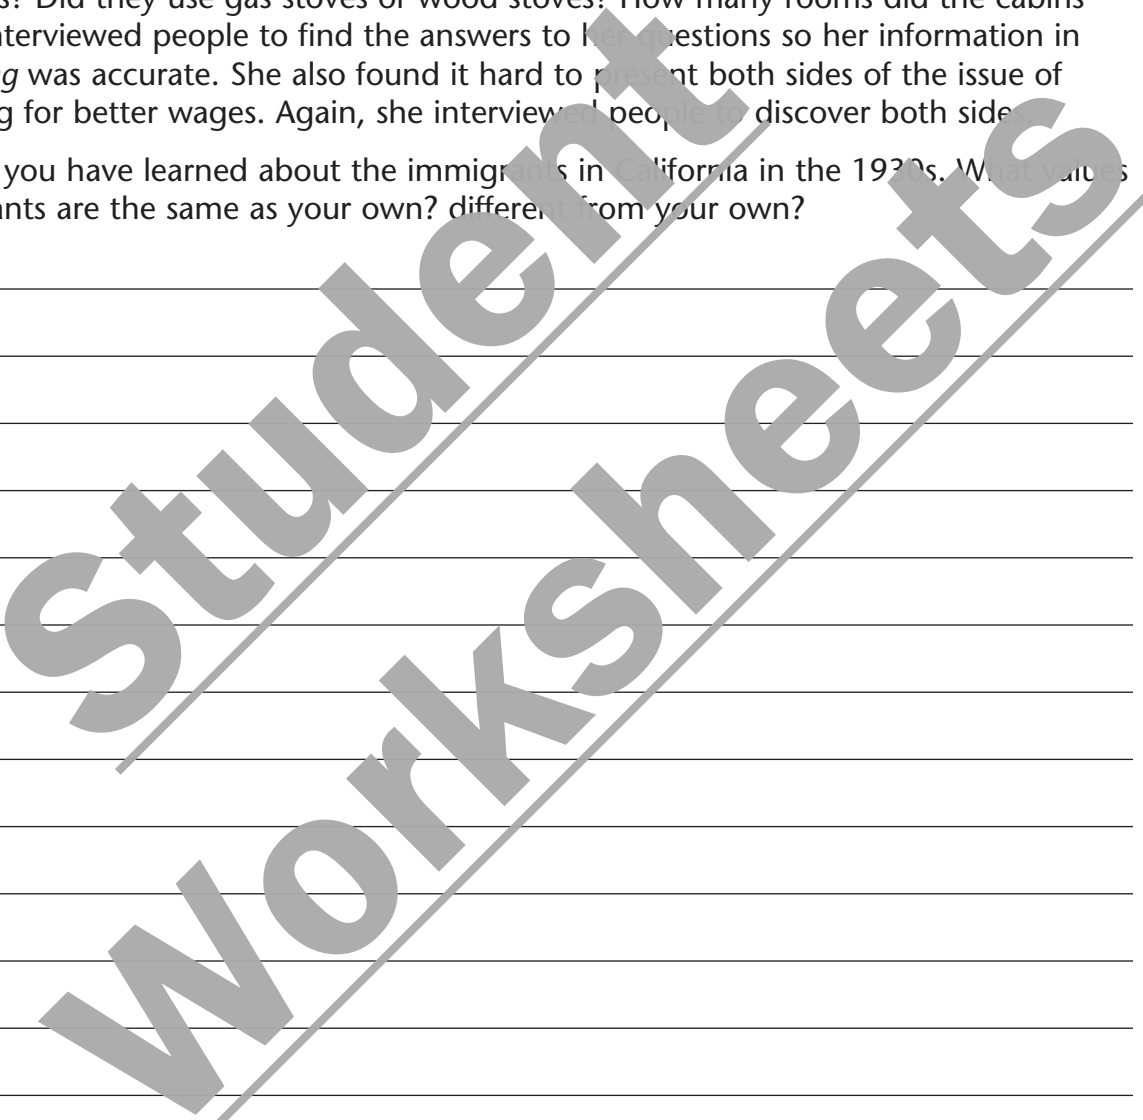 s? Did they use gas stoves or wood stoves? How many rooms did the cabins
nterviewed people to find the answers to her questions so her information in
g was accurate. She also found it hard to present both sides of the issue of
g for better wages. Again, she interviewed people to discover both sides.
you have learned about the immigrants in California in the 1930s. What values
ants are the same as your own? different from your own?
Student
Worksheets